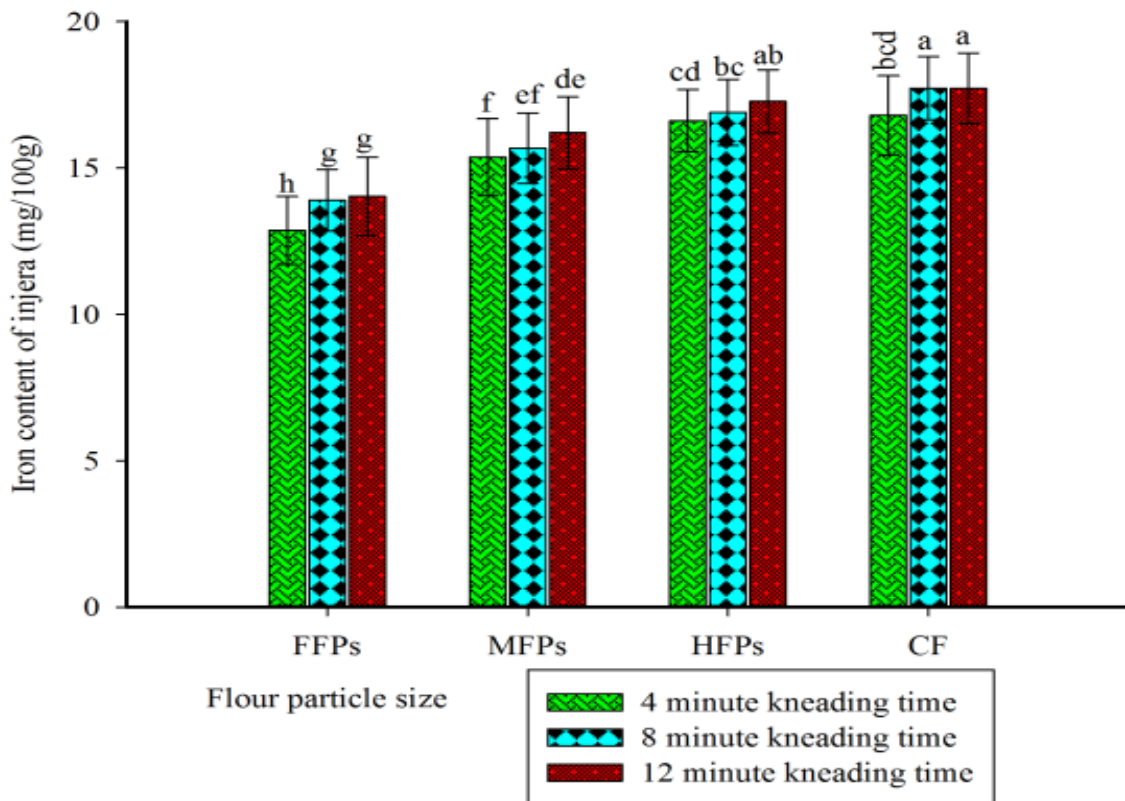 Iron content of injera (mg/100g)
20
15
10
5
0
h
g
g
f
ef
de
cd
bc
ab
bcd
a
a
FFPs
MFPs
HFPs
CF
Flour particle size
4 minute kneading time
8 minute kneading time
12 minute kneading time